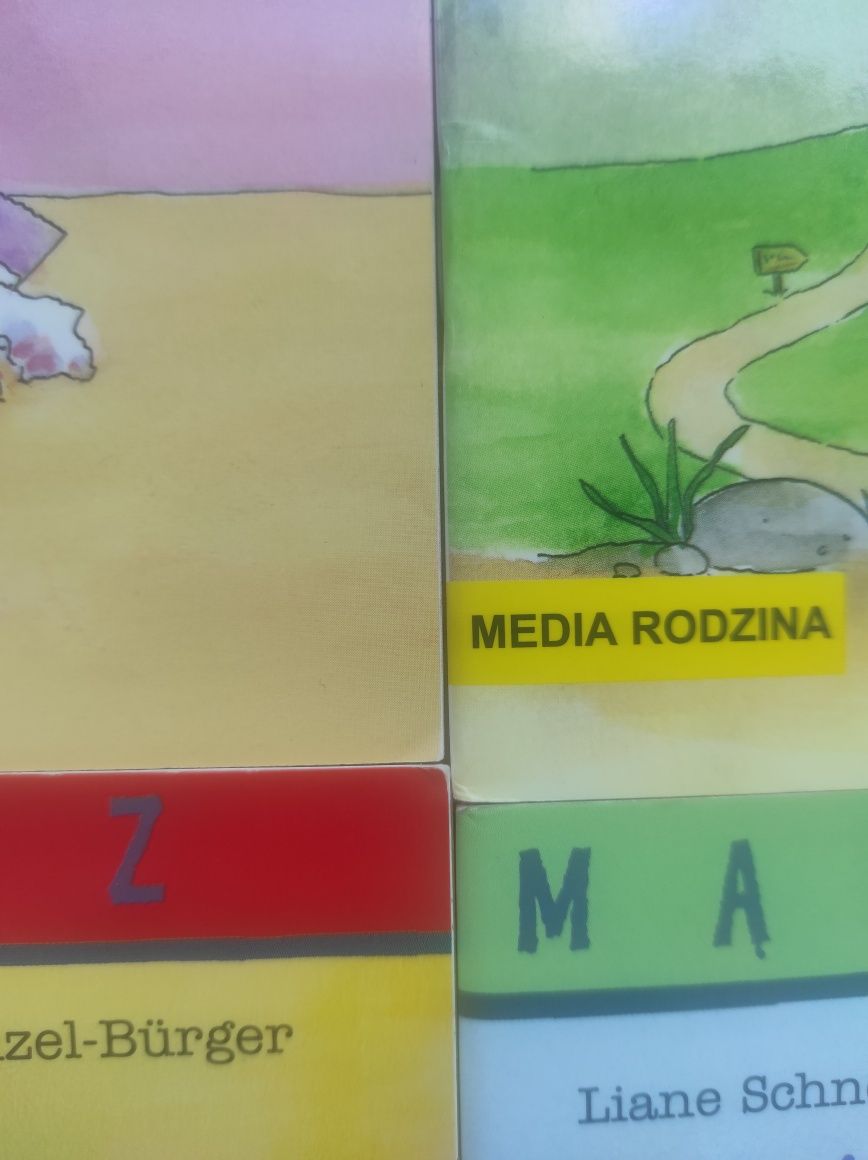 MEDIA RODZINA
Z
M Ą
zel-Bürger
Liane Schn